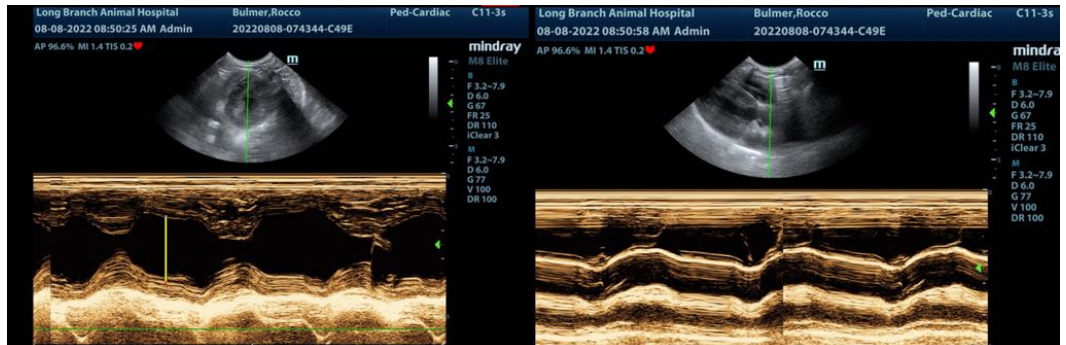 Long Branch Animal Hospital Bulmer,Rocco Ped-Cardiac C11-3s
08-08-2022 08:50:25 AM Admin 20220808-074344-C49E
AP 96.6% MI 1.4 TIS 0.2
mindray
M8 Elite
B
F 3.2~7.9
D 6.0
G 67
FR 25
DR 110
iClear 3
M
F 3.2~7.9
D 6.0
G 77
V 100
DR 100
m
Long Branch Animal Hospital Bulmer,Rocco Ped-Cardiac C11-3s
08-08-2022 08:50:58 AM Admin 20220808-074344-C49E
AP 96.6% MI 1.4 TIS 0.2
mindra
M8 Elite
B
F 3.2~7.9
D 6.0
G 67
FR 25
DR 110
iClear 3
M
F 3.2~7.9
D 6.0
G 77
V 100
DR 100
m